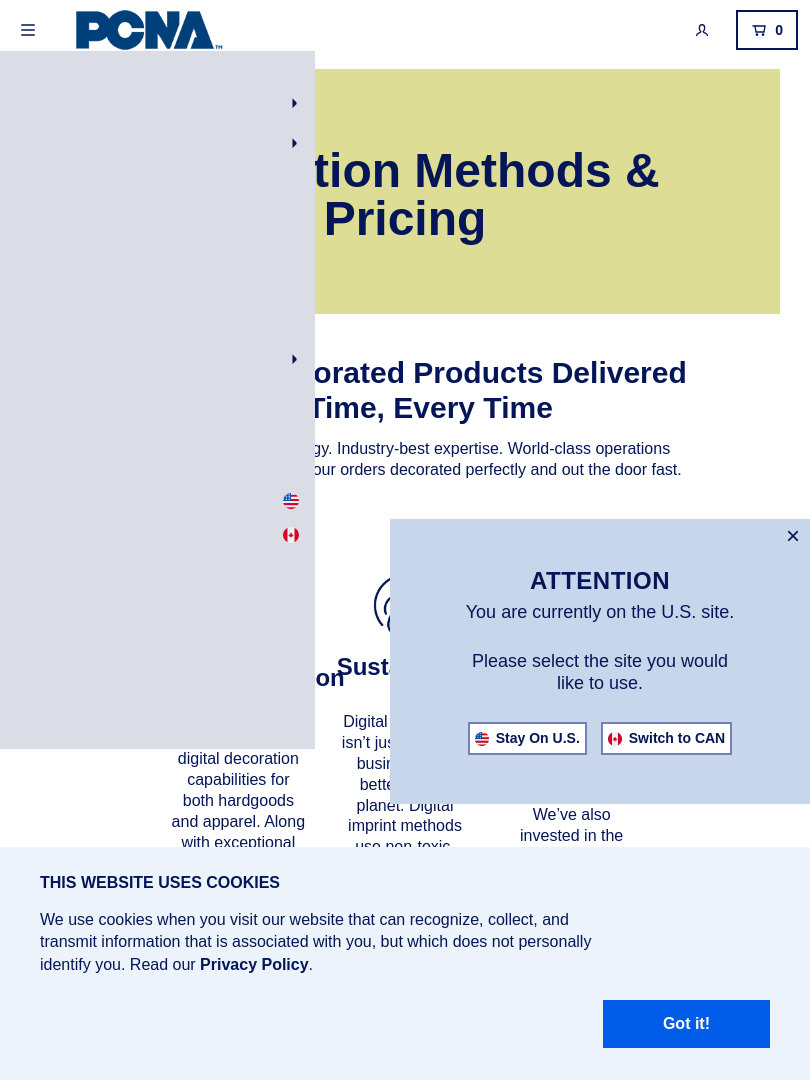 PCNA TM
0
tion Methods &
Pricing
orated Products Delivered
Time, Every Time
gy. Industry-best expertise. World-class operations
our orders decorated perfectly and out the door fast.
×
ATTENTION
You are currently on the U.S. site.
Please select the site you would
like to use.
Stay On U.S.
Switch to CAN
on
digital decoration
capabilities for
both hardgoods
and apparel. Along
with exceptional
Susta
Digital
isn’t jus
busin
bette
planet. Digital
imprint methods
use non-toxic
We’ve also
invested in the
THIS WEBSITE USES COOKIES
We use cookies when you visit our website that can recognize, collect, and
transmit information that is associated with you, but which does not personally
identify you. Read our Privacy Policy.
Got it!